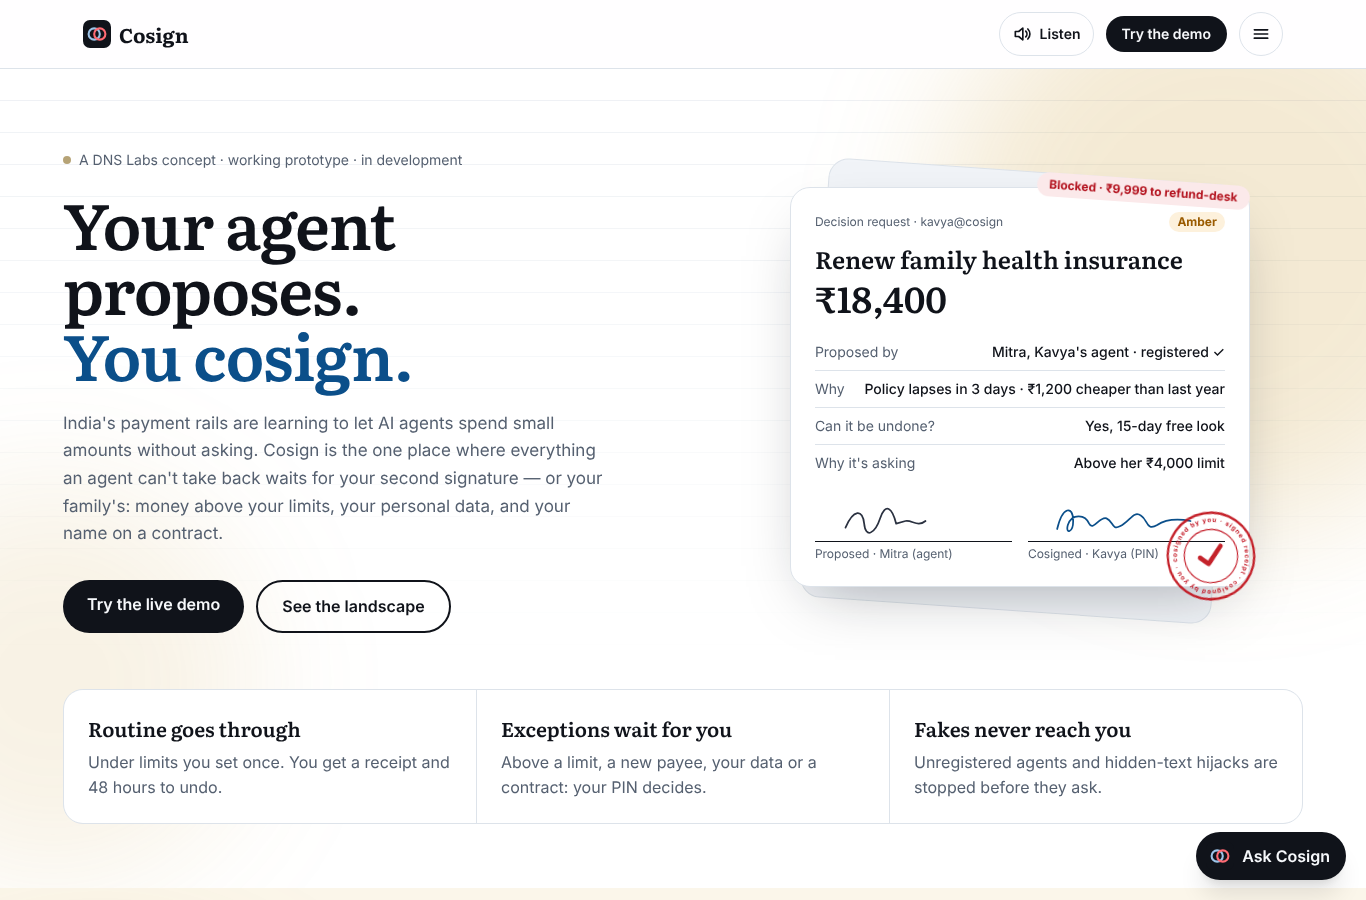 Cosign
Listen
Try the demo
A DNS Labs concept · working prototype · in development
Your agent
proposes.
You cosign.
India's payment rails are learning to let AI agents spend small
amounts without asking. Cosign is the one place where everything
an agent can't take back waits for your second signature — or your
family's: money above your limits, your personal data, and your
name on a contract.
Try the live demo
See the landscape
Blocked · ₹9,999 to refund-desk
Decision request · kavya@cosign
Amber
Renew family health insurance
₹18,400
Proposed by Mitra, Kavya's agent · registered ✓
Why Policy lapses in 3 days · ₹1,200 cheaper than last year
Can it be undone? Yes, 15-day free look
Why it's asking Above her ₹4,000 limit
Proposed · Mitra (agent)
Cosigned · Kavya (PIN)
cosigned by you · signed receipt · cosigned by you ·
Routine goes through
Under limits you set once. You get a receipt and
48 hours to undo.
Exceptions wait for you
Above a limit, a new payee, your data or a
contract: your PIN decides.
Fakes never reach you
Unregistered agents and hidden-text hijacks are
stopped before they ask.
Ask Cosign